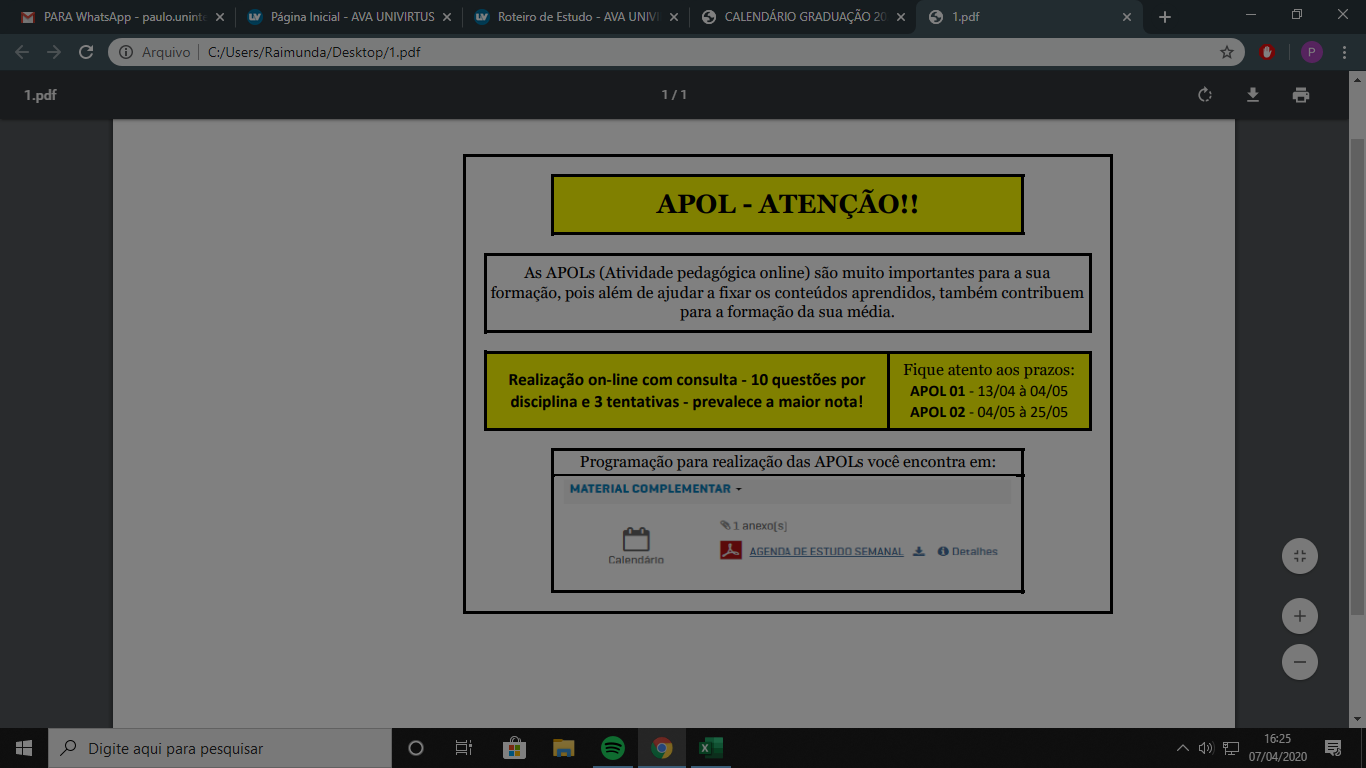 PARA WhatsApp - paulo.uninte
Página Inicial - AVA UNIVIRTUS
Roteiro de Estudo - AVA UNIVI
CALENDÁRIO GRADUAÇÃO 20
1.pdf
Arquivo
C:/Users/Raimunda/Desktop/1.pdf
P
1.pdf
1 / 1
APOL - ATENÇÃO!!
As APOLs (Atividade pedagógica online) são muito importantes para a sua
formação, pois além de ajudar a fixar os conteúdos aprendidos, também contribuem
para a formação da sua média.
Realização on-line com consulta - 10 questões por
disciplina e 3 tentativas - prevalece a maior nota!
Fique atento aos prazos:
APOL 01 - 13/04 à 04/05
APOL 02 - 04/05 à 25/05
Programação para realização das APOLs você encontra em:
MATERIAL COMPLEMENTAR
Calendário
1 anexo(s)
AGENDA DE ESTUDO SEMANAL
Detalhes
Digite aqui para pesquisar
16:25
07/04/2020